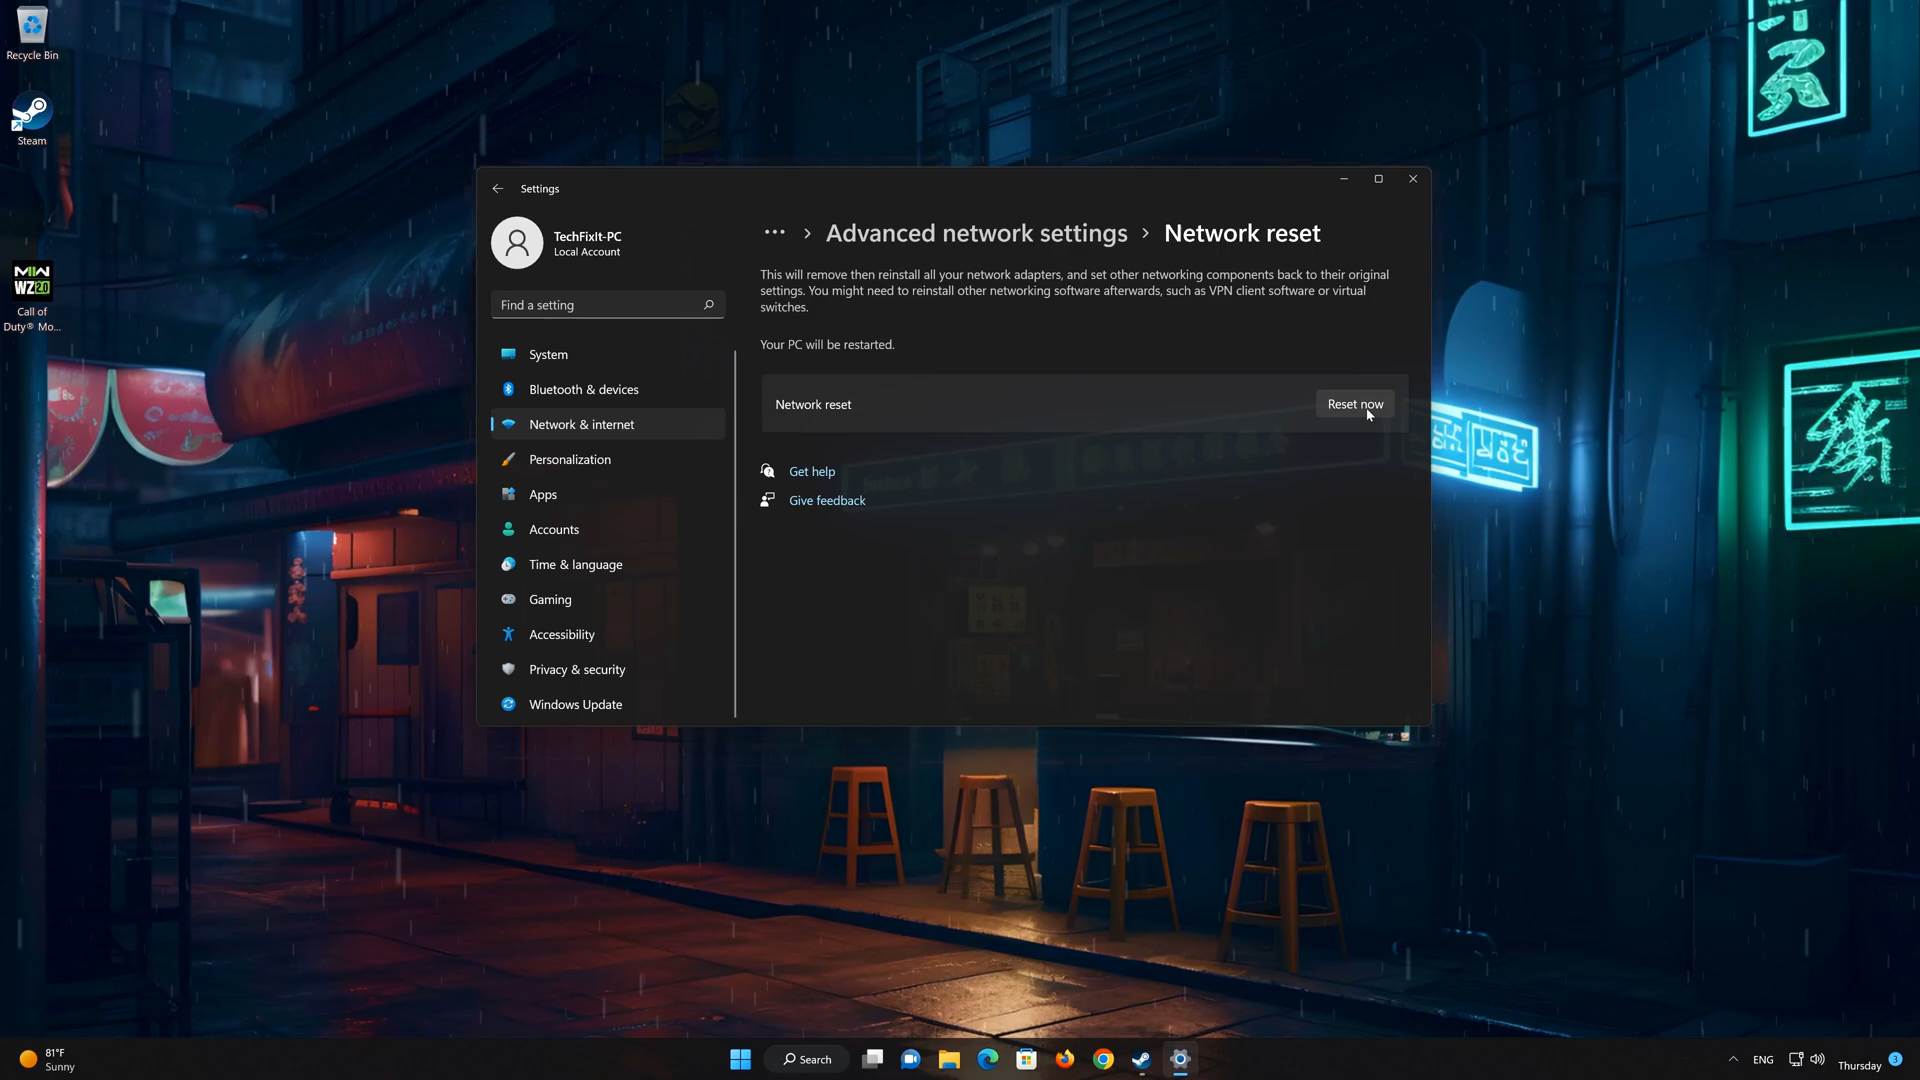 Recycle Bin
Steam
MW
WZ 2.0
Call of
Duty® Mo...
Settings
TechFixIt-PC
Local Account
Find a setting
System
Bluetooth & devices
Network & internet
Personalization
Apps
Accounts
Time & language
Gaming
Accessibility
Privacy & security
Windows Update
... > Advanced network settings > Network reset
This will remove then reinstall all your network adapters, and set other networking components back to their original
settings. You might need to reinstall other networking software afterwards, such as VPN client software or virtual
switches.
Your PC will be restarted.
Network reset
Reset now
Get help
Give feedback
81°F
Sunny
Search
ENG
Thursday
3